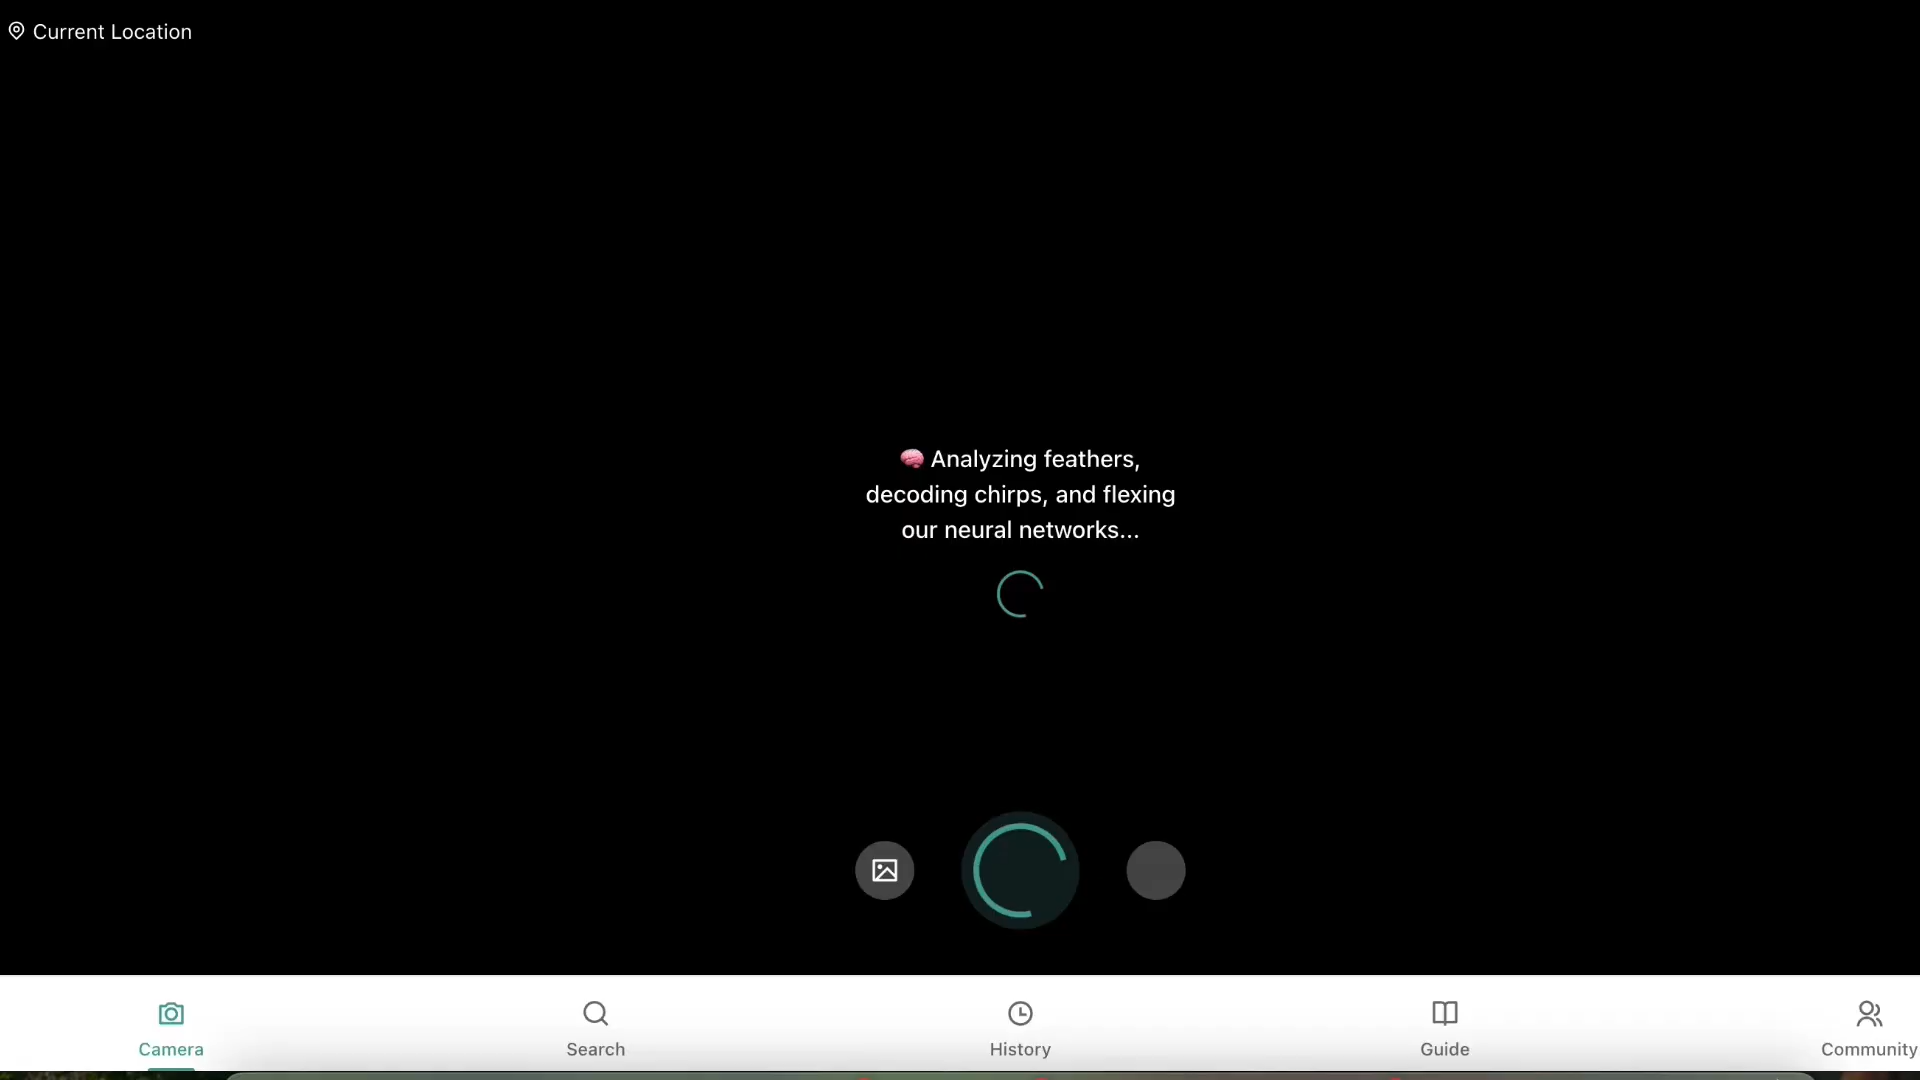 Current Location
🧠 Analyzing feathers,
decoding chirps, and flexing
our neural networks...
Camera
Search
History
Guide
Community